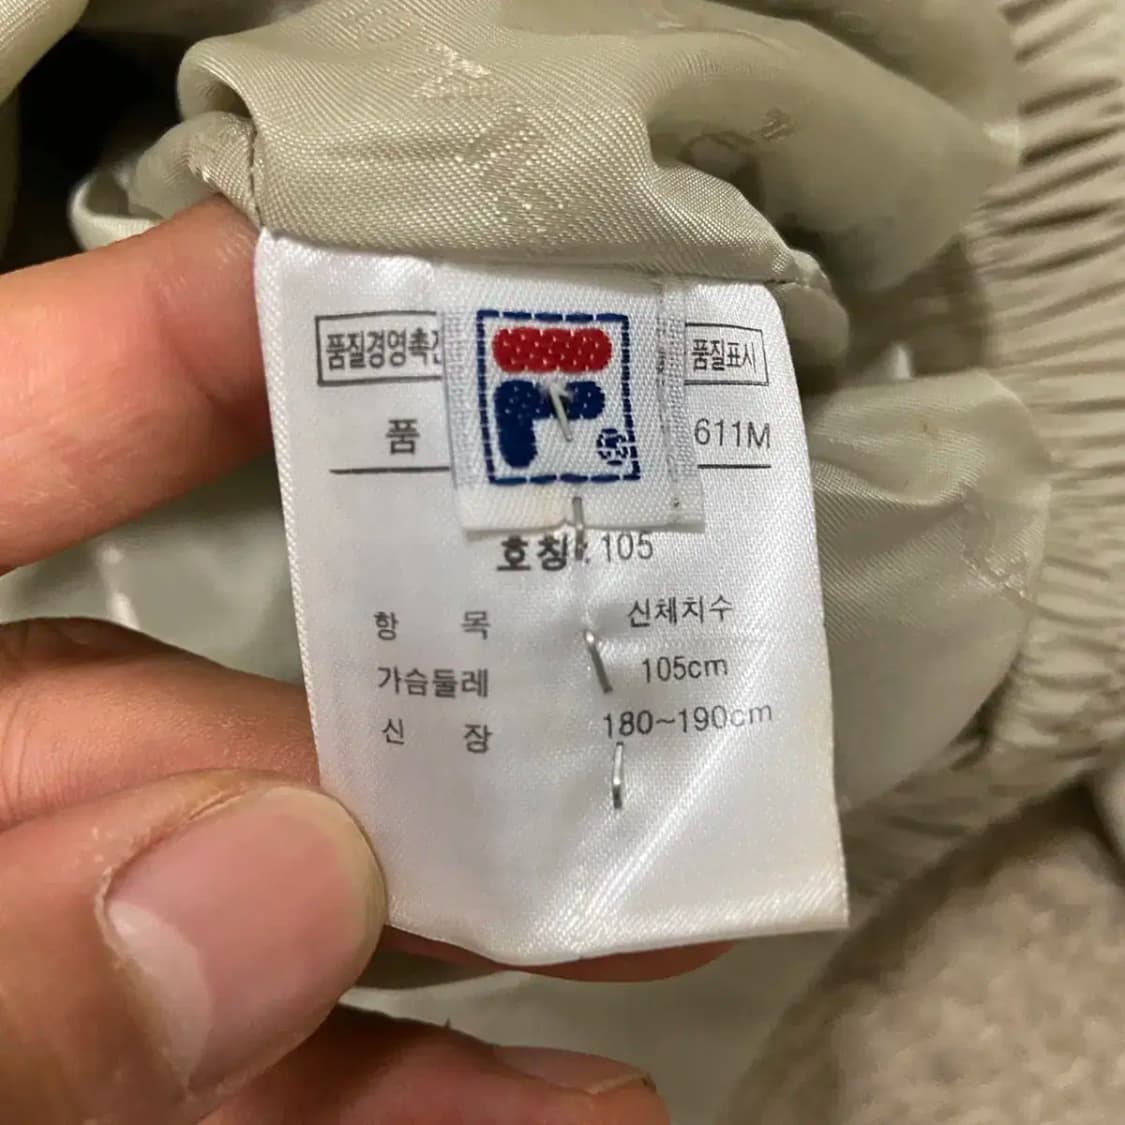 품질경영촉진 품질표시
품 611M
호칭: 105
항 목 신체치수
가슴둘레 105cm
신 장 180~190cm